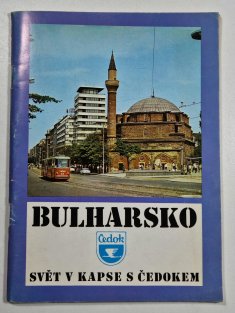 BULHARSKO
Čedok
SVĚT V KAPSE S ČEDOKEM